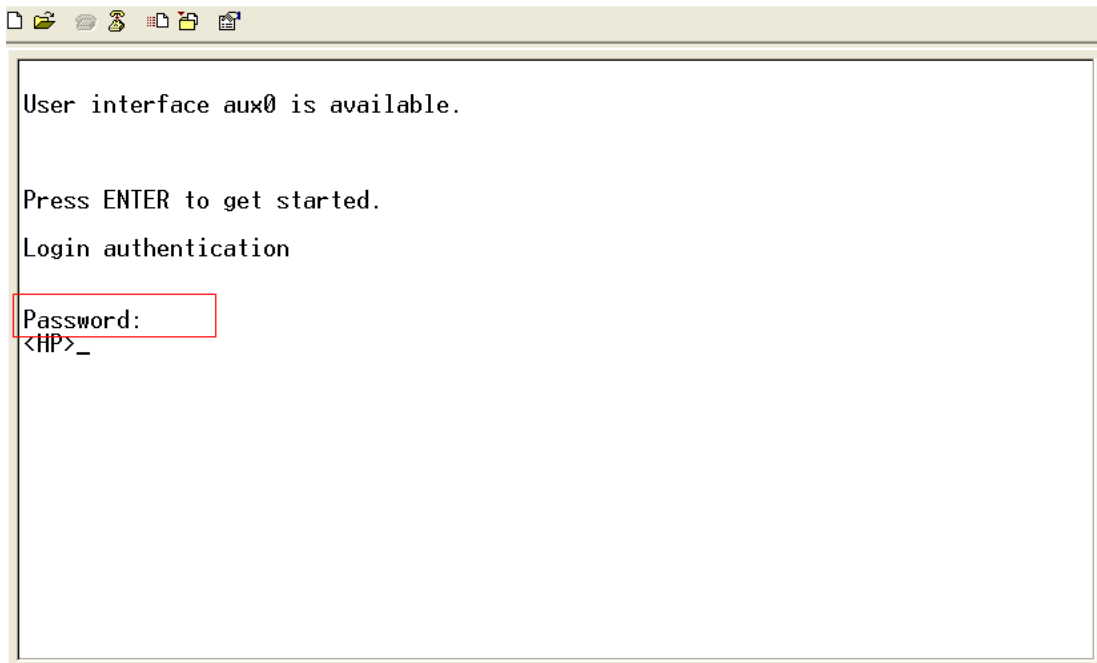 User interface aux0 is available.
Press ENTER to get started.
Login authentication
Password:
<HP>_